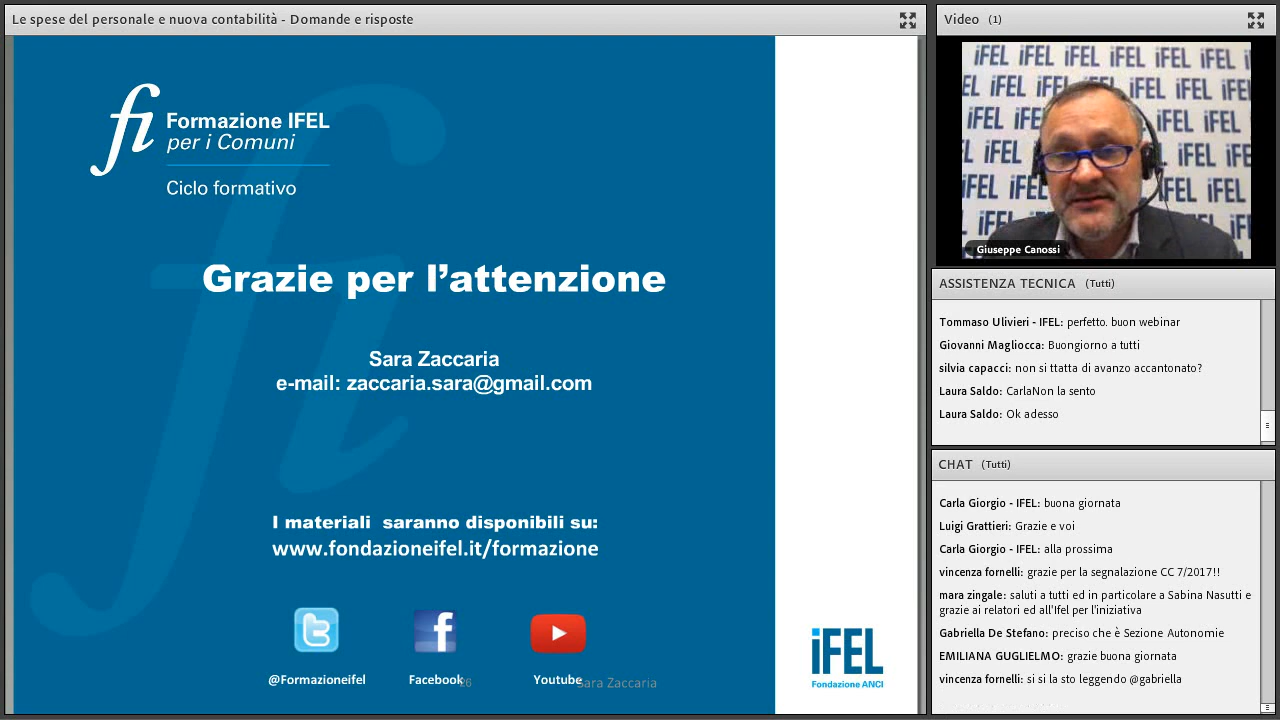 Le spese del personale e nuova contabilità - Domande e risposte
fi
Formazione IFEL
per i Comuni
Ciclo formativo
Grazie per l'attenzione
Sara Zaccaria
e-mail: zaccaria.sara@gmail.com
I materiali  saranno disponibili su:
www.fondazioneifel.it/formazione
@Formazioneifel
Facebook
Youtube
26
Sara Zaccaria
iFEL
Fondazione ANCI
Video (1)
iFEL iFEL iFEL iFEL
Giuseppe Canossi
ASSISTENZA TECNICA (Tutti)
Tommaso Ulivieri - IFEL: perfetto. buon webinar
Giovanni Magliocca: Buongiorno a tutti
silvia capacci: non si ttatta di avanzo accantonato?
Laura Saldo: CarlaNon la sento
Laura Saldo: Ok adesso
CHAT (Tutti)
Carla Giorgio - IFEL: buona giornata
Luigi Grattieri: Grazie e voi
Carla Giorgio - IFEL: alla prossima
vincenza fornelli: grazie per la segnalazione CC 7/2017!!
mara zingale: saluti a tutti ed in particolare a Sabina Nasutti e
grazie ai relatori ed all'Ifel per l'iniziativa
Gabriella De Stefano: preciso che è Sezione Autonomie
EMILIANA GUGLIELMO: grazie buona giornata
vincenza fornelli: si si la sto leggendo @gabriella